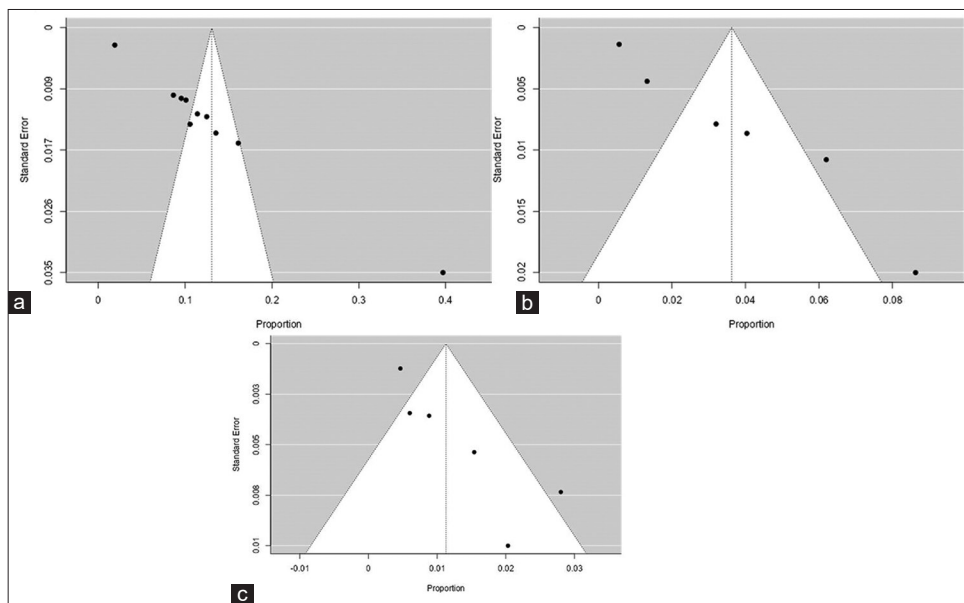 0
0.009
0.017
0.026
0.035
Standard Error
0 0.1 0.2 0.3 0.4
Proportion
a
0
0.005
0.01
0.015
0.02
Standard Error
0 0.02 0.04 0.06 0.08
Proportion
b
0
0.003
0.005
0.008
0.01
Standard Error
-0.01 0 0.01 0.02 0.03
Proportion
c